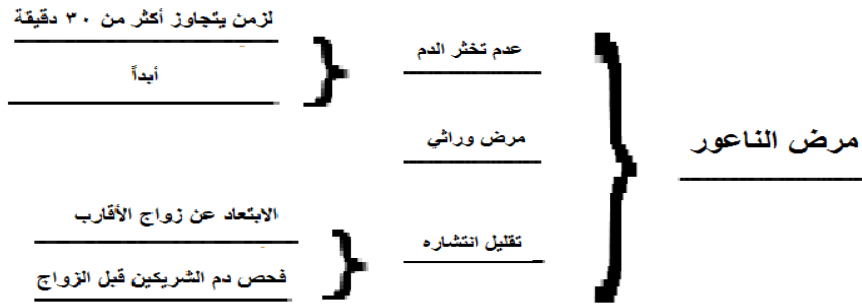 مرض الناعور
عدم تخثر الدم
لزمن يتجاوز أكثر من ٣٠ دقيقة
أبداً
مرض وراثي
تقليل انتشاره
الابتعاد عن زواج الأقارب
فحص دم الشريكين قبل الزواج